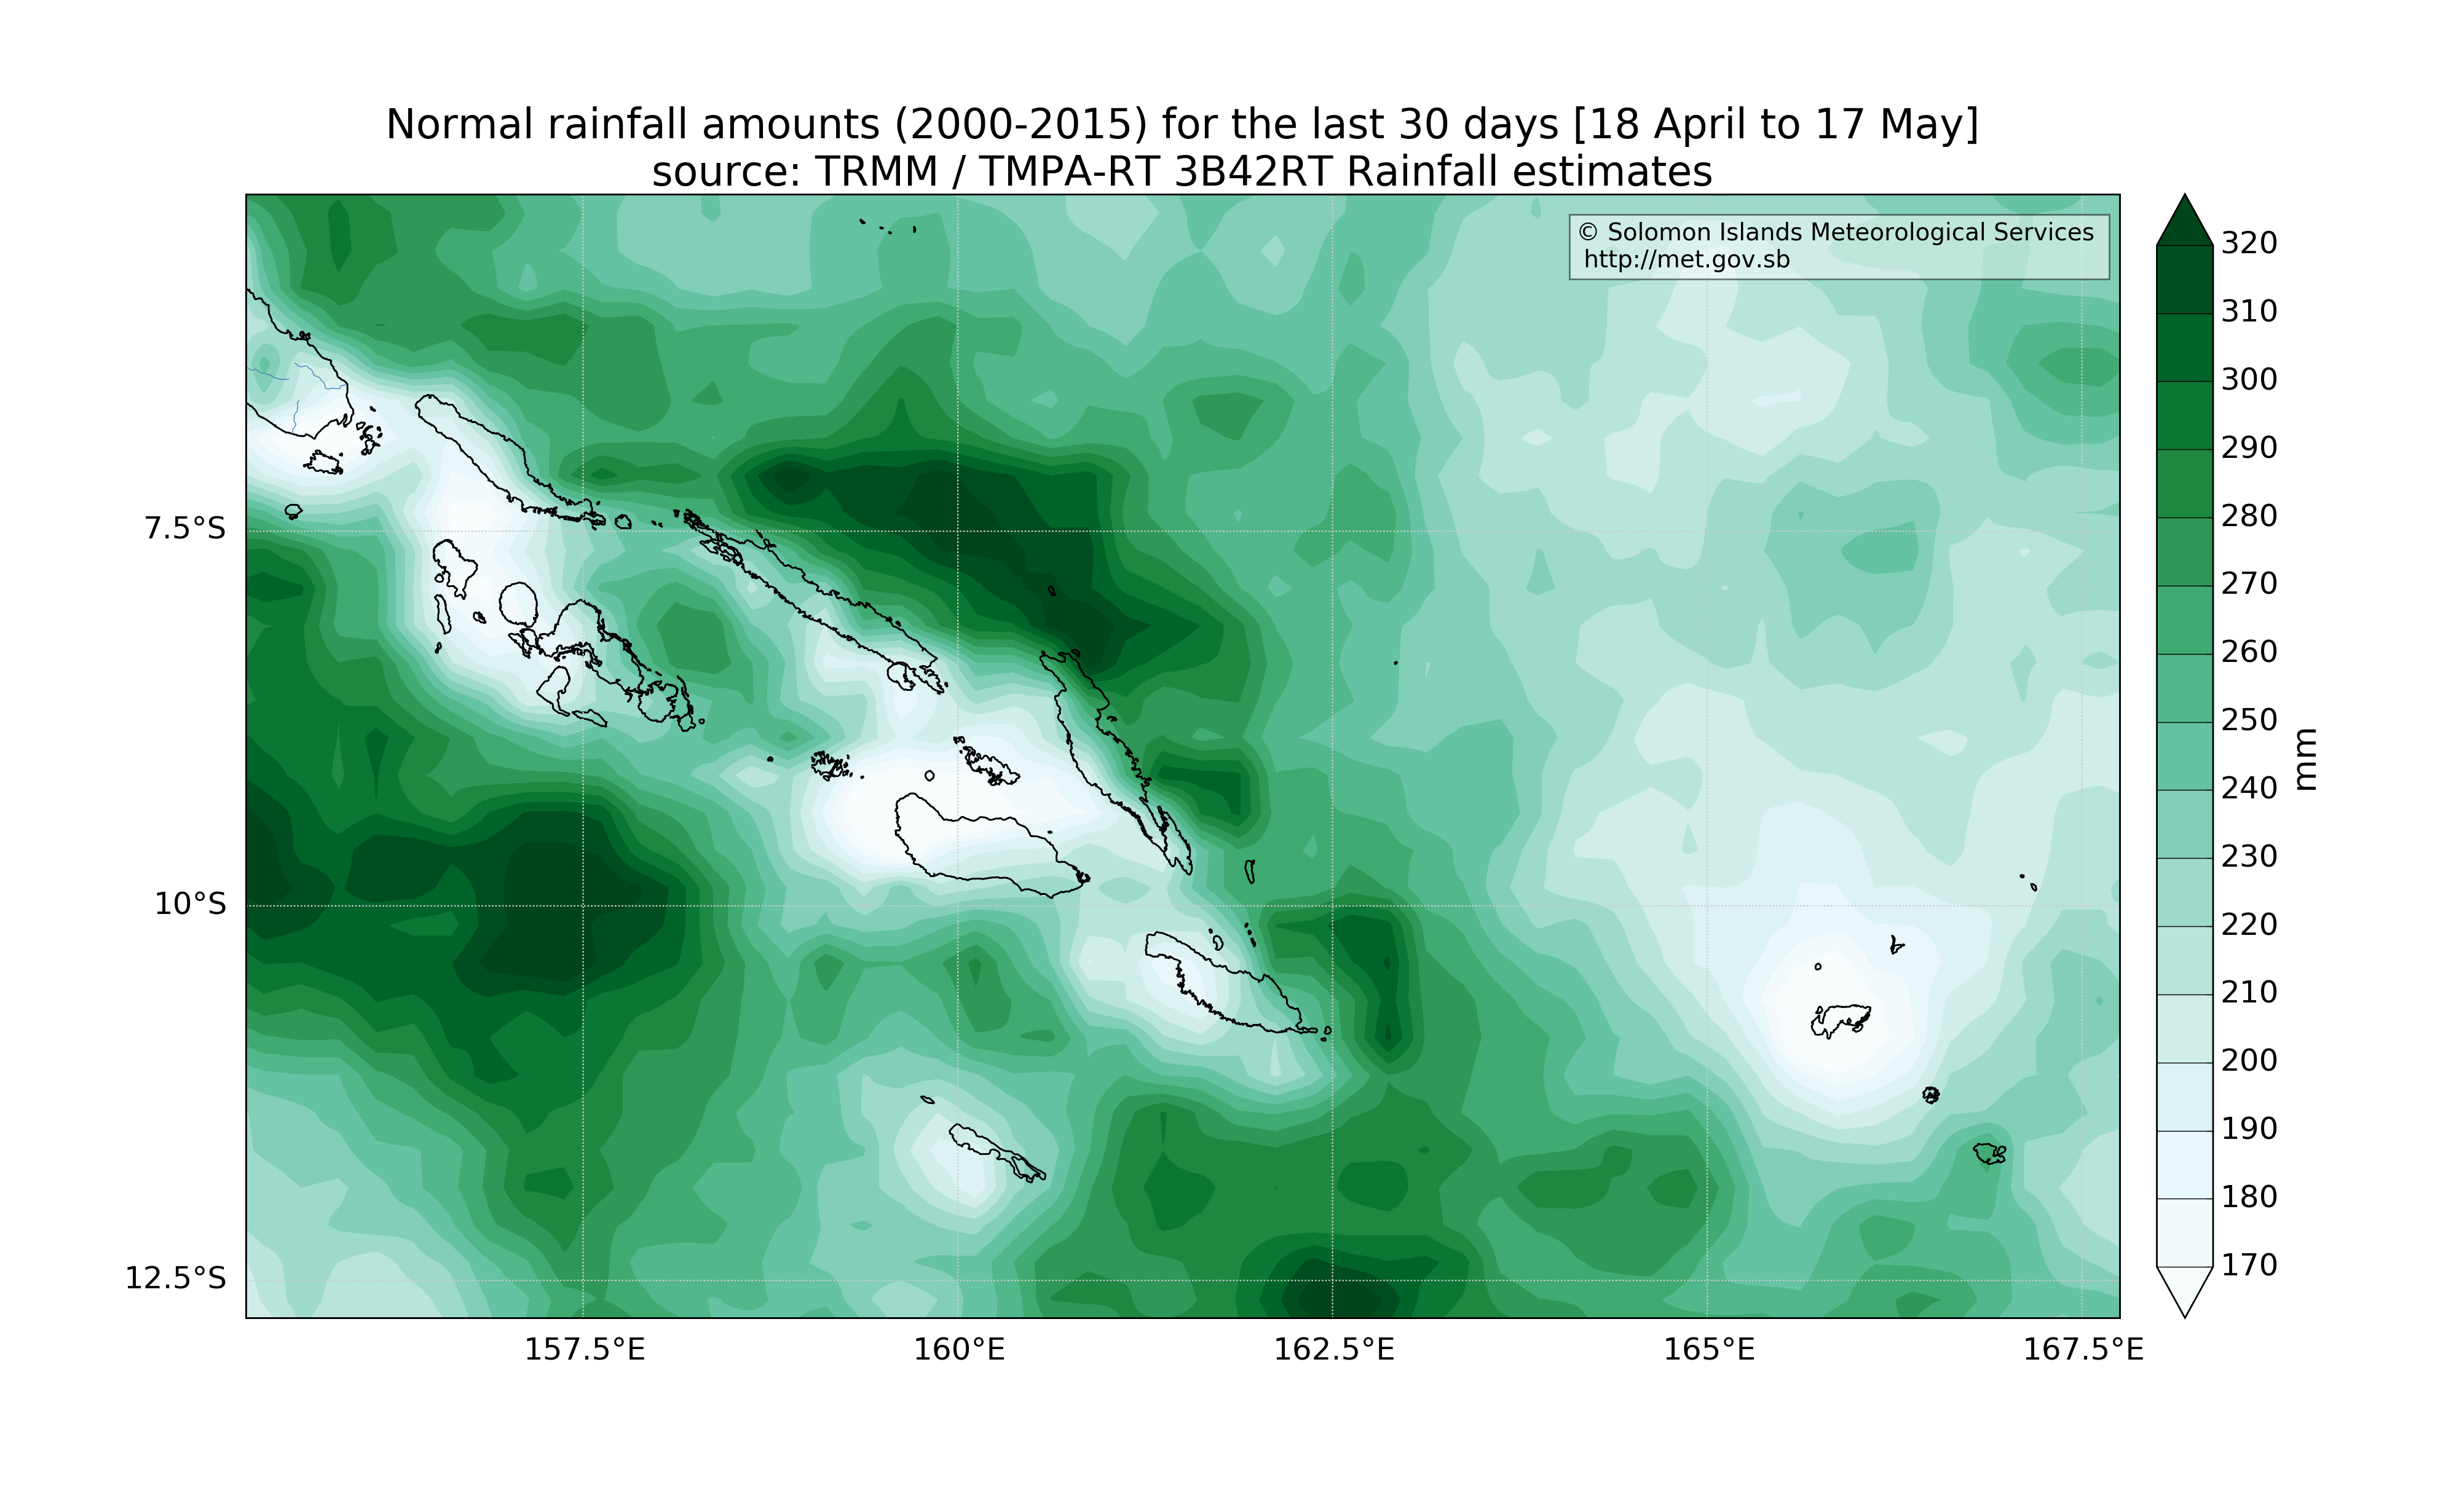 Normal rainfall amounts (2000-2015) for the last 30 days [18 April to 17 May]
source: TRMM / TMPA-RT 3B42RT Rainfall estimates
© Solomon Islands Meteorological Services
http://met.gov.sb
7.5°S
10°S
12.5°S
157.5°E
160°E
162.5°E
165°E
167.5°E
320
310
300
290
280
270
260
250
240
230
220
210
200
190
180
170
mm